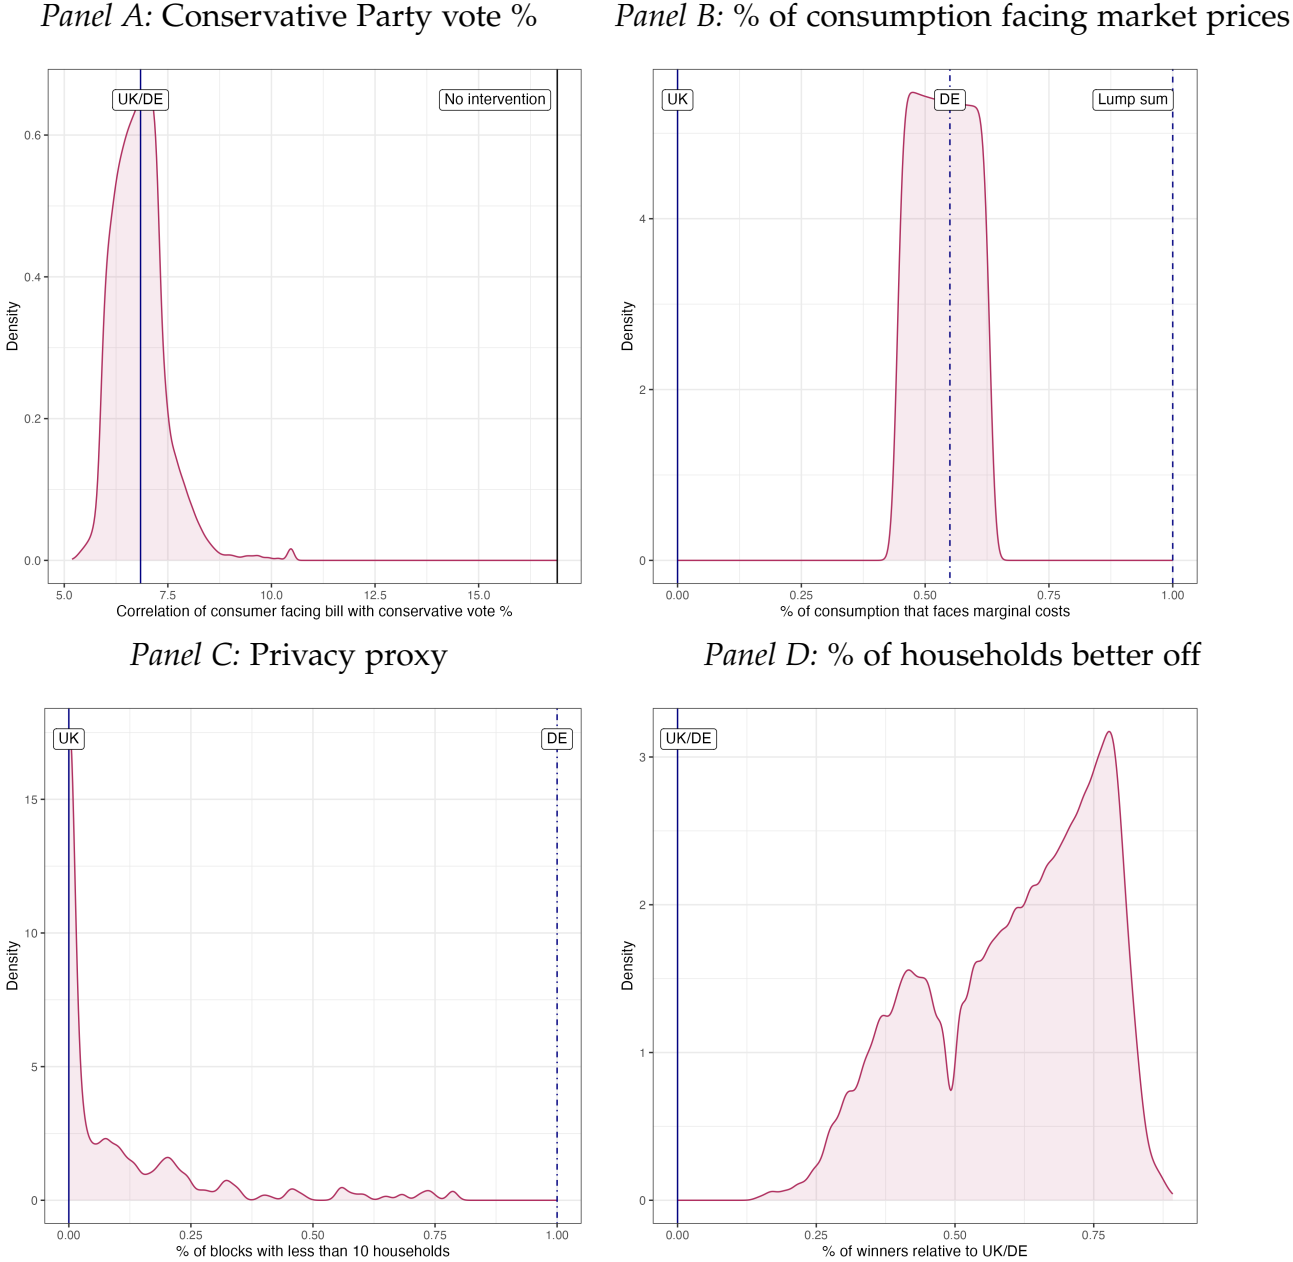 Panel A: Conservative Party vote %
UK/DE
No intervention
0.6
0.4
0.2
0.0
Density
5.0 7.5 10.0 12.5 15.0
Correlation of consumer facing bill with conservative vote %
Panel B: % of consumption facing market prices
UK
DE
Lump sum
4
2
0
Density
0.00 0.25 0.50 0.75 1.00
% of consumption that faces marginal costs
Panel C: Privacy proxy
UK
DE
15
10
5
0
Density
0.00 0.25 0.50 0.75 1.00
% of blocks with less than 10 households
Panel D: % of households better off
UK/DE
3
2
1
0
Density
0.00 0.25 0.50 0.75
% of winners relative to UK/DE